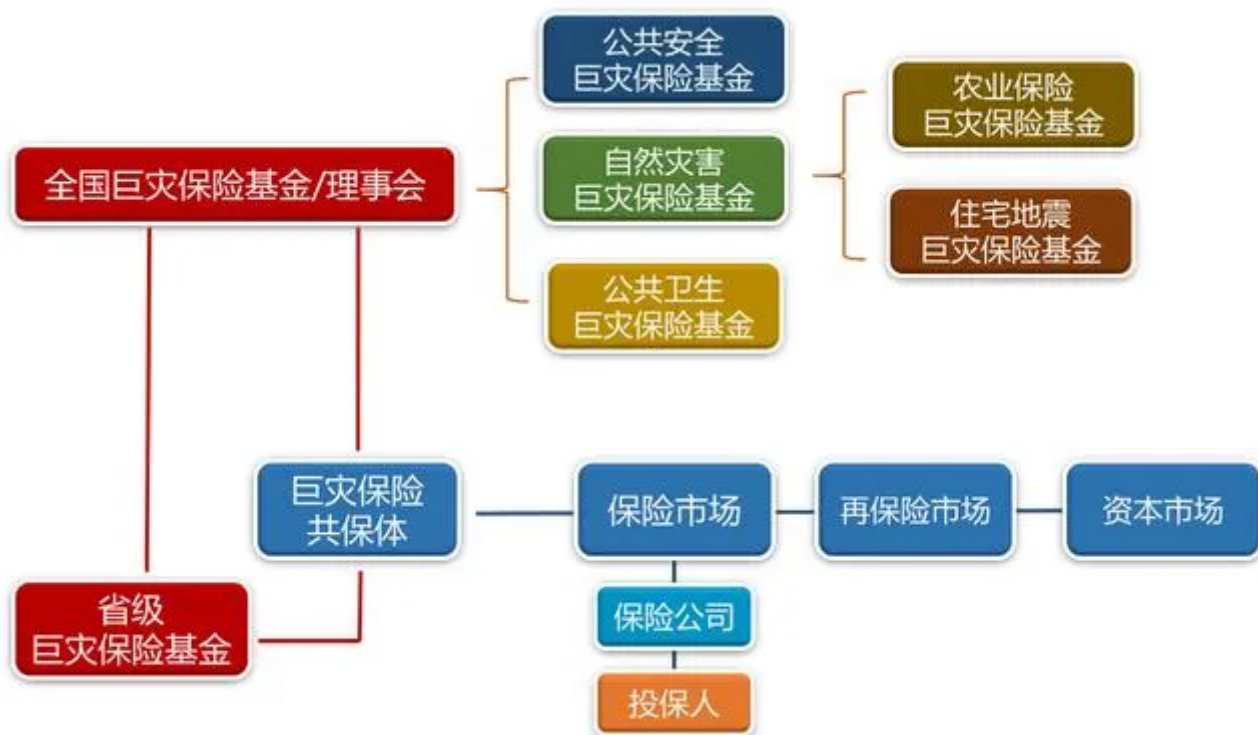 公共安全
巨灾保险基金
农业保险
巨灾保险基金
全国巨灾保险基金/理事会
自然灾害
巨灾保险基金
住宅地震
巨灾保险基金
公共卫生
巨灾保险基金
巨灾保险
共保体
保险市场
再保险市场
资本市场
省级
巨灾保险基金
保险公司
投保人